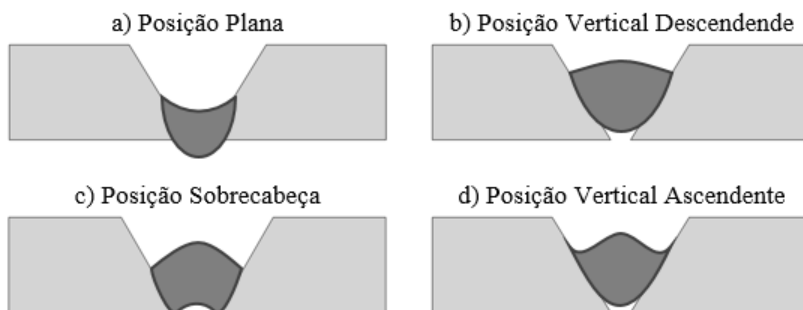 a) Posição Plana
b) Posição Vertical Descendende
c) Posição Sobrecabeça
d) Posição Vertical Ascendente